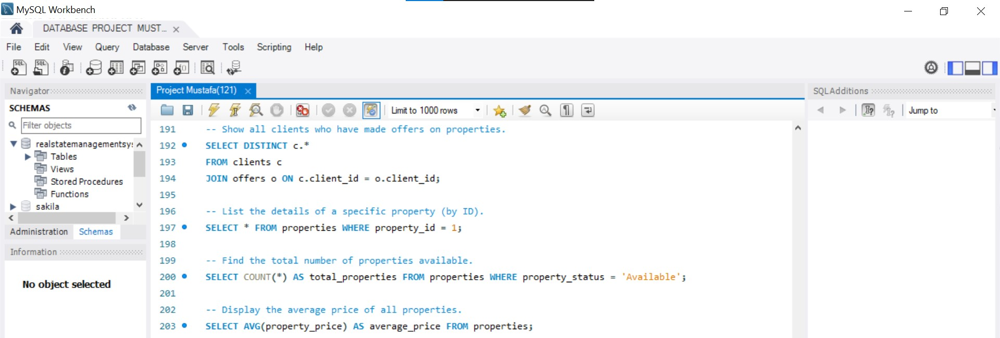 MySQL Workbench
DATABASE PROJECT MUST...
File Edit View Query Database Server Tools Scripting Help
Navigator
SCHEMAS
Filter objects
realstatemanagementsy
Tables
Views
Stored Procedures
Functions
sakila
Administration Schemas
Information
No object selected
Project Mustafa(121)
Limit to 1000 rows
191 -- Show all clients who have made offers on properties.
192 SELECT DISTINCT c.*
193 FROM clients c
194 JOIN offers o ON c.client_id = o.client_id;
195
196 -- List the details of a specific property (by ID).
197 SELECT * FROM properties WHERE property_id = 1;
198
199 -- Find the total number of properties available.
200 SELECT COUNT(*) AS total_properties FROM properties WHERE property_status = 'Available';
201
202 -- Display the average price of all properties.
203 SELECT AVG(property_price) AS average_price FROM properties;
SQLAdditions
Jump to